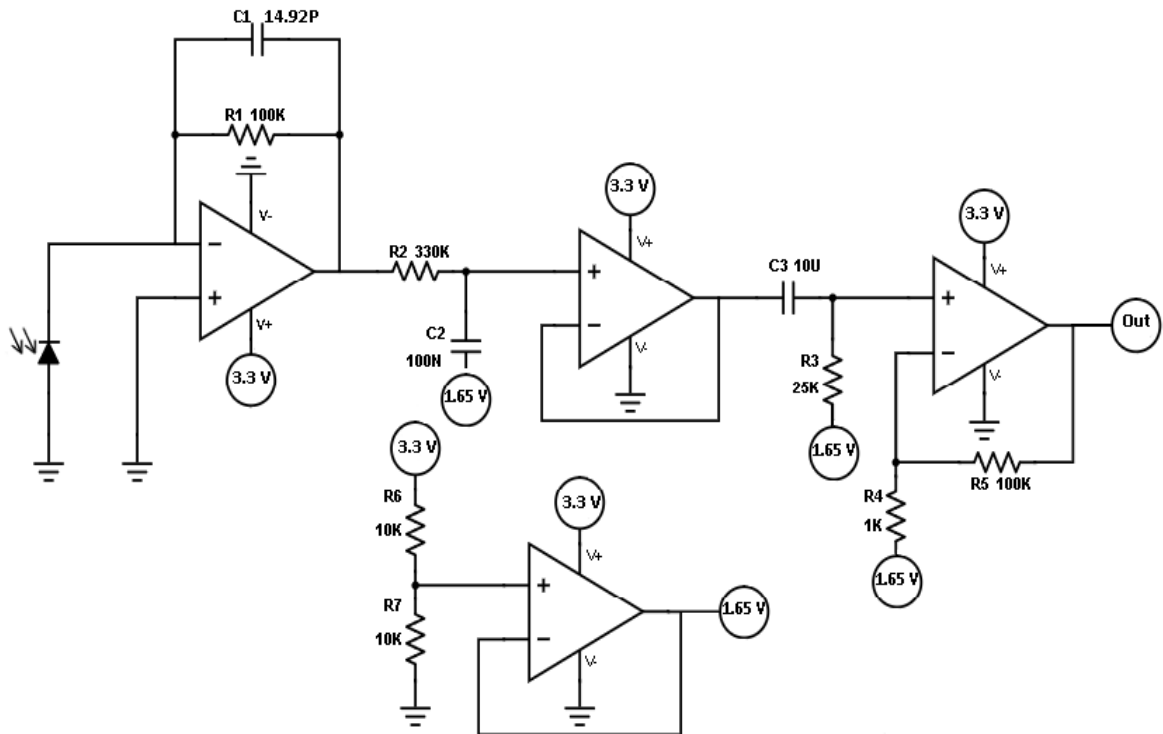 C1 14.92P
R1 100K
V-
−
+
V+
3.3 V
R2 330K
C2
100N
1.65 V
3.3 V
V+
+
−
V-
C3 10U
R3
25K
1.65 V
3.3 V
V+
+
−
V-
Out
R5 100K
R4
1K
1.65 V
3.3 V
R6
10K
R7
10K
3.3 V
V+
+
−
V-
1.65 V